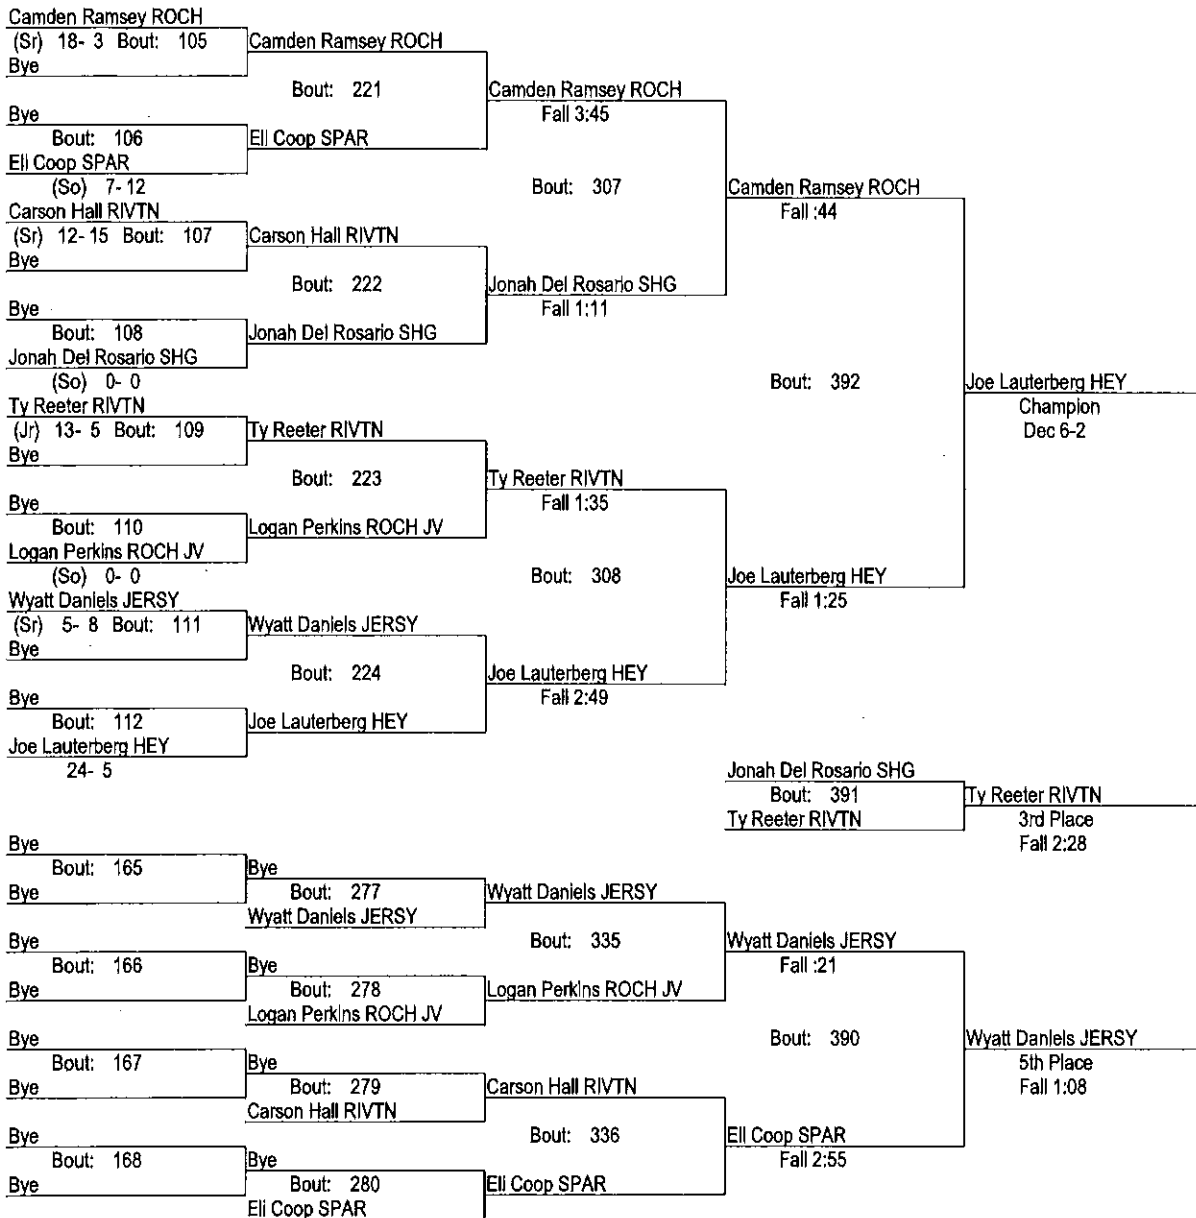 Camden Ramsey ROCH
(Sr) 18- 3 Bout: 105
Bye
Camden Ramsey ROCH
Bout: 221
Camden Ramsey ROCH
Fall 3:45
Bye
Bout: 106
Eli Coop SPAR
(So) 7- 12
Eli Coop SPAR
Bout: 307
Camden Ramsey ROCH
Fall :44
Carson Hall RIVTN
(Sr) 12- 15 Bout: 107
Bye
Carson Hall RIVTN
Bout: 222
Jonah Del Rosario SHG
Fall 1:11
Bye
Bout: 108
Jonah Del Rosario SHG
(So) 0- 0
Jonah Del Rosario SHG
Bout: 392
Joe Lauterberg HEY
Champion
Dec 6-2
Ty Reeter RIVTN
(Jr) 13- 5 Bout: 109
Bye
Ty Reeter RIVTN
Bout: 223
Ty Reeter RIVTN
Fall 1:35
Bye
Bout: 110
Logan Perkins ROCH JV
(So) 0- 0
Logan Perkins ROCH JV
Bout: 308
Joe Lauterberg HEY
Fall 1:25
Wyatt Daniels JERSY
(Sr) 5- 8 Bout: 111
Bye
Wyatt Daniels JERSY
Bout: 224
Joe Lauterberg HEY
Fall 2:49
Bye
Bout: 112
Joe Lauterberg HEY
24- 5
Joe Lauterberg HEY
Jonah Del Rosario SHG
Bout: 391
Ty Reeter RIVTN
Ty Reeter RIVTN
3rd Place
Fall 2:28
Bye
Bout: 165
Bye
Bye
Bout: 277
Wyatt Daniels JERSY
Wyatt Daniels JERSY
Bout: 335
Wyatt Daniels JERSY
Fall :21
Bye
Bout: 166
Bye
Bye
Bout: 278
Logan Perkins ROCH JV
Logan Perkins ROCH JV
Bout: 390
Wyatt Daniels JERSY
5th Place
Fall 1:08
Bye
Bout: 167
Bye
Bye
Bout: 279
Carson Hall RIVTN
Carson Hall RIVTN
Bout: 336
Eli Coop SPAR
Fall 2:55
Bye
Bout: 168
Bye
Bye
Bout: 280
Eli Coop SPAR
Eli Coop SPAR